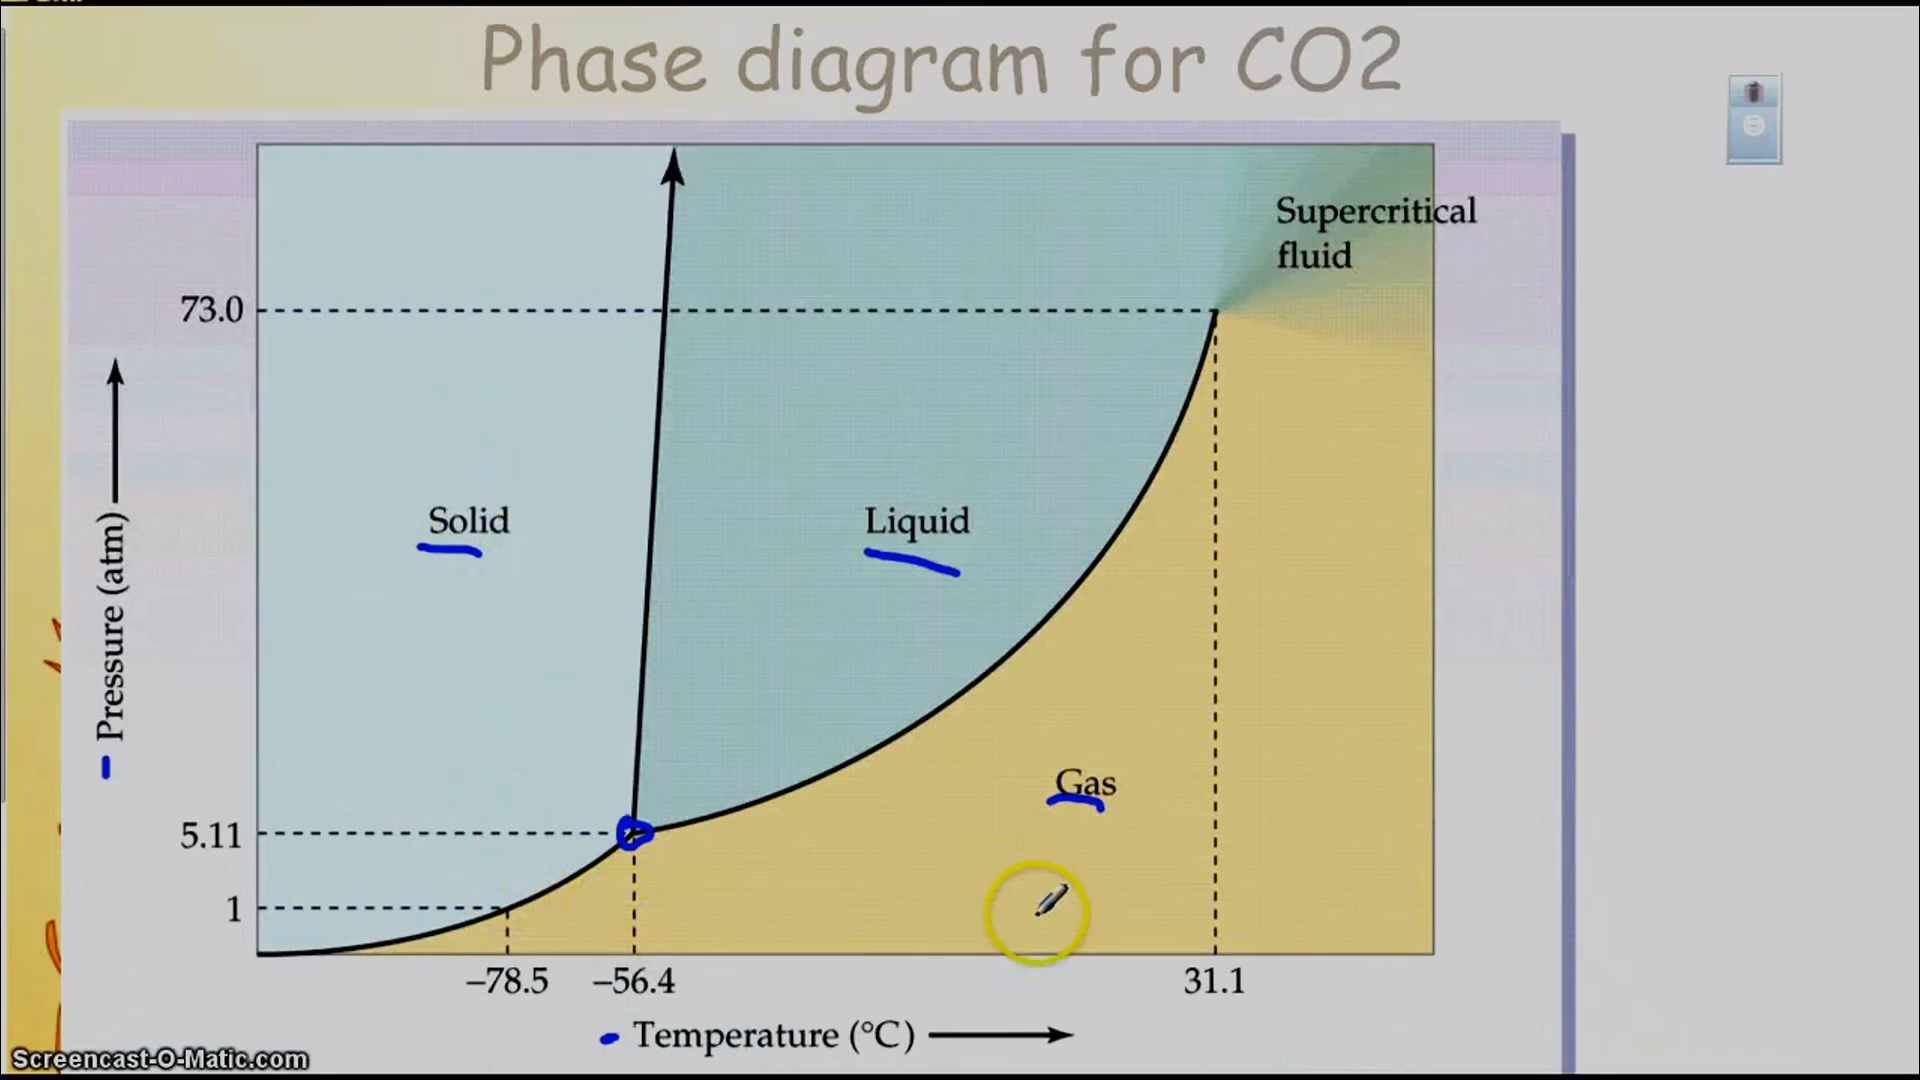 Phase diagram for CO2
Supercritical
fluid
73.0
Solid
Liquid
Pressure (atm)
Gas
5.11
1
–78.5
–56.4
31.1
Temperature (°C)
Screencast-O-Matic.com